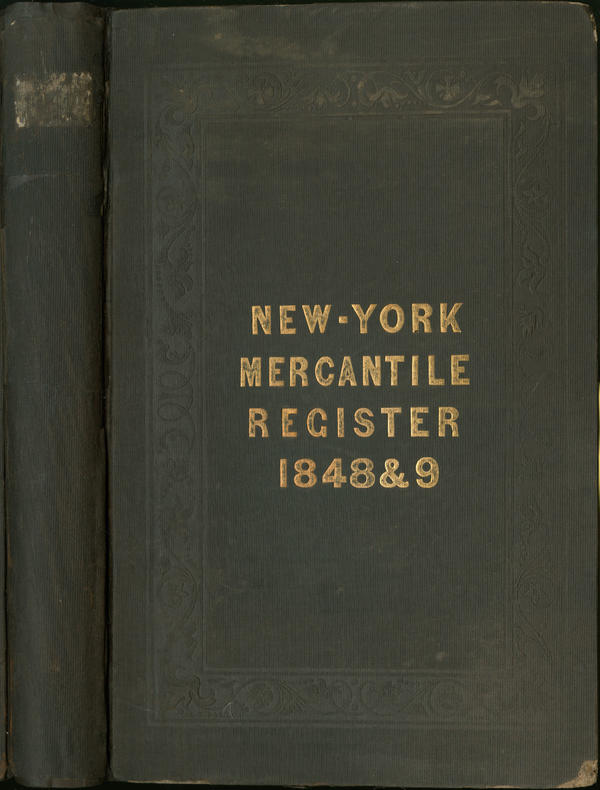 NEW-YORK
MERCANTILE
REGISTER
1848&9